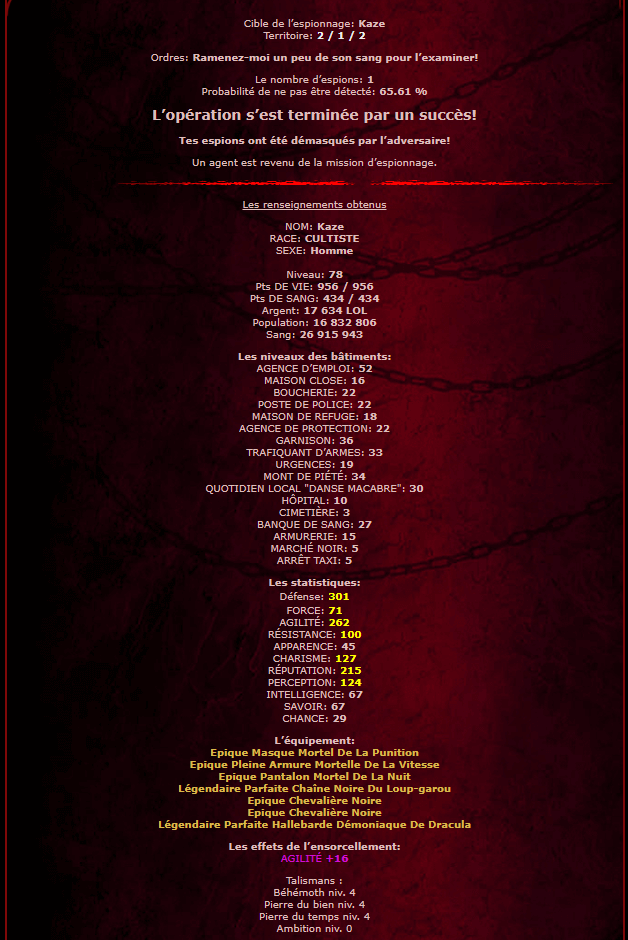 Cible de l’espionnage: Kaze
Territoire: 2 / 1 / 2
Ordres: Ramenez-moi un peu de son sang pour l’examiner!
Le nombre d’espions: 1
Probabilité de ne pas être détecté: 65.61 %
L’opération s’est terminée par un succès!
Tes espions ont été démasqués par l’adversaire!
Un agent est revenu de la mission d’espionnage.
Les renseignements obtenus
NOM: Kaze
RACE: CULTISTE
SEXE: Homme
Niveau: 78
Pts DE VIE: 956 / 956
Pts DE SANG: 434 / 434
Argent: 17 634 LOL
Population: 16 832 806
Sang: 26 915 943
Les niveaux des bâtiments:
AGENCE D’EMPLOI: 52
MAISON CLOSE: 16
BOUCHERIE: 22
POSTE DE POLICE: 22
MAISON DE REFUGE: 18
AGENCE DE PROTECTION: 22
GARNISON: 36
TRAFIQUANT D’ARMES: 33
URGENCES: 19
MONT DE PIÉTÉ: 34
QUOTIDIEN LOCAL "DANSE MACABRE": 30
HÔPITAL: 10
CIMETIÈRE: 3
BANQUE DE SANG: 27
ARMURERIE: 15
MARCHÉ NOIR: 5
ARRÊT TAXI: 5
Les statistiques:
Défense: 301
FORCE: 71
AGILITÉ: 262
RÉSISTANCE: 100
APPARENCE: 45
CHARISME: 127
RÉPUTATION: 215
PERCEPTION: 124
INTELLIGENCE: 67
SAVOIR: 67
CHANCE: 29
L’équipement:
Epique Masque Mortel De La Punition
Epique Pleine Armure Mortelle De La Vitesse
Epique Pantalon Mortel De La Nuit
Légendaire Parfaite Chaîne Noire Du Loup-garou
Epique Chevalière Noire
Epique Chevalière Noire
Légendaire Parfaite Hallebarde Démoniaque De Dracula
Les effets de l’ensorcellement:
AGILITÉ +16
Talismans :
Béhémoth niv. 4
Pierre du bien niv. 4
Pierre du temps niv. 4
Ambition niv. 0